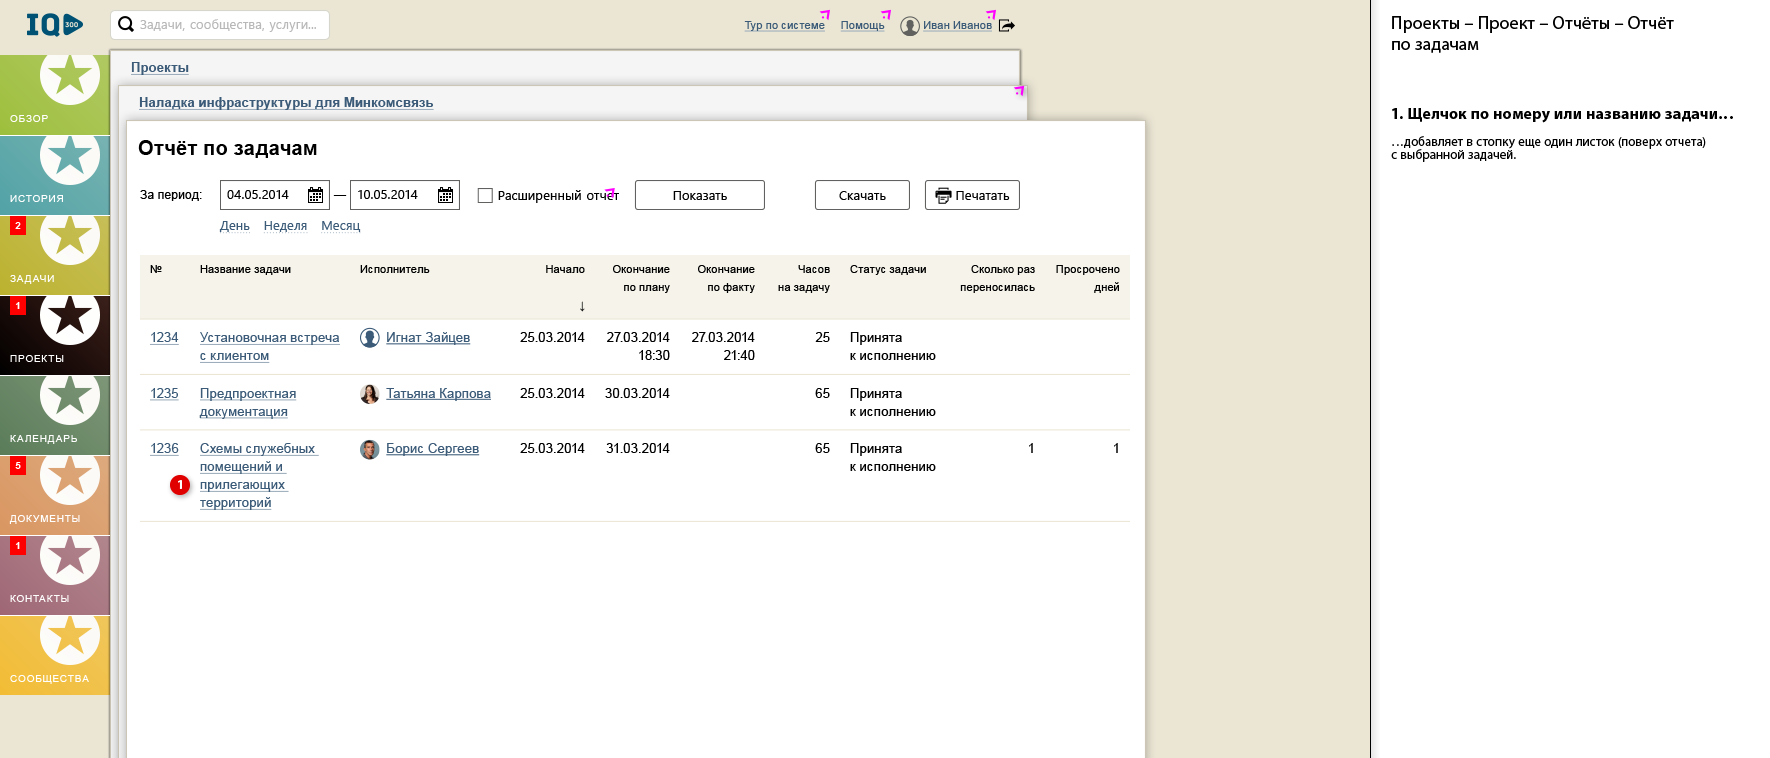 IQ 300
Задачи, сообщества, услуги...
Тур по системе
Помощь
Иван Иванов
Проекты
Наладка инфраструктуры для Минкомсвязь
ОБЗОР
ИСТОРИЯ
2
ЗАДАЧИ
1
ПРОЕКТЫ
КАЛЕНДАРЬ
5
ДОКУМЕНТЫ
1
КОНТАКТЫ
СООБЩЕСТВА
Отчёт по задачам
За период:
04.05.2014
—
10.05.2014
Расширенный отчёт
Показать
Скачать
Печатать
День Неделя Месяц
№ Название задачи Исполнитель Начало Окончание Окончание Часов Статус задачи Сколько раз Просрочено
по плану по факту на задачу переносилась дней
↓
1234 Установочная встреча Игнат Зайцев 25.03.2014 27.03.2014 27.03.2014 25 Принята
с клиентом 18:30 21:40 к исполнению
1235 Предпроектная Татьяна Карпова 25.03.2014 30.03.2014 65 Принята
документация к исполнению
1236 Схемы служебных Борис Сергеев 25.03.2014 31.03.2014 65 Принята 1 1
помещений и к исполнению
1 прилегающих
территорий
Проекты – Проект – Отчёты – Отчёт
по задачам
1. Щелчок по номеру или названию задачи…
…добавляет в стопку еще один листок (поверх отчета)
с выбранной задачей.